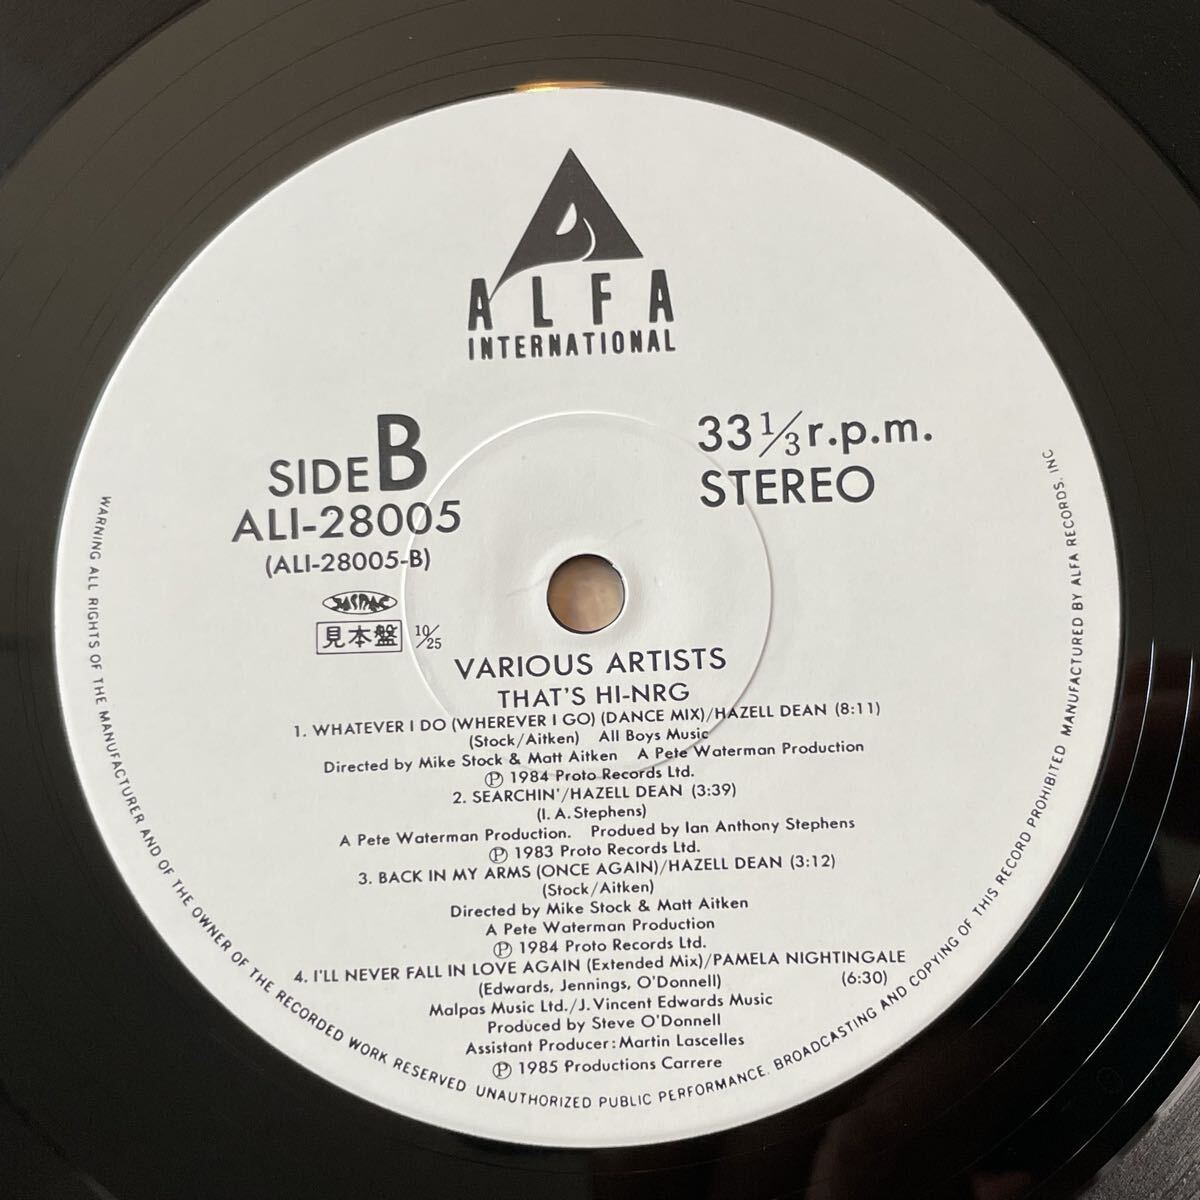 ALFA
INTERNATIONAL
SIDE B
ALI-28005
(ALI-28005-B)
JASRAC
見本盤 10/25
33 1/3 r.p.m.
STEREO
VARIOUS ARTISTS
THAT'S HI-NRG
1. WHATEVER I DO (WHEREVER I GO) (DANCE MIX)/HAZELL DEAN (8:11)
(Stock/Aitken) All Boys Music
Directed by Mike Stock & Matt Aitken A Pete Waterman Production
Ⓟ 1984 Proto Records Ltd.
2. SEARCHIN'/HAZELL DEAN (3:39)
(I. A. Stephens)
A Pete Waterman Production. Produed by Ian Anthony Stephens
Ⓟ 1983 Proto Records Ltd.
3. BACK IN MY ARMS (ONCE AGAIN)/HAZELL DEAN (3:12)
(Stock/Aitken)
Directed by Mike Stock & Matt Aitken
A Pete Waterman Production
Ⓟ 1984 Proto Records Ltd.
4. I'LL NEVER FALL IN LOVE AGAIN (Extended Mix)/PAMELA NIGHTINGALE
(Edwards, Jennings, O'Donnell) (6:30)
Malpas Music Ltd./J. Vincent Edwards Music
Produced by Steve O'Donnell
Assistant Producer: Martin Lascelles
Ⓟ 1985 Productions Carrere
WARNING ALL RIGHTS OF THE MANUFACTURER AND OF THE OWNER OF THE RECORDED WORK RESERVED UNAUTHORIZED PUBLIC PERFORMANCE. BROADCASTING AND COPYING OF THIS RECORD PROHIBITED MANUFACTURED BY ALFA RECORDS, INC